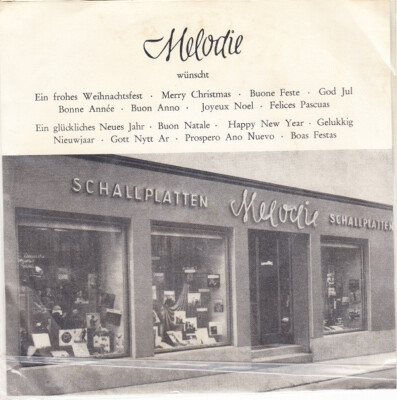 Melodie
wünscht
Ein frohes Weihnachtsfest · Merry Christmas · Buone Feste · God Jul
Bonne Année · Buon Anno · Joyeux Noel · Felices Pascuas
Ein glückliches Neues Jahr · Buon Natale · Happy New Year · Gelukkig
Nieuwjaar · Gott Nytt Ar · Prospero Ano Nuevo · Boas Festas
SCHALLPLATTEN Melodie SCHALLPLATTEN